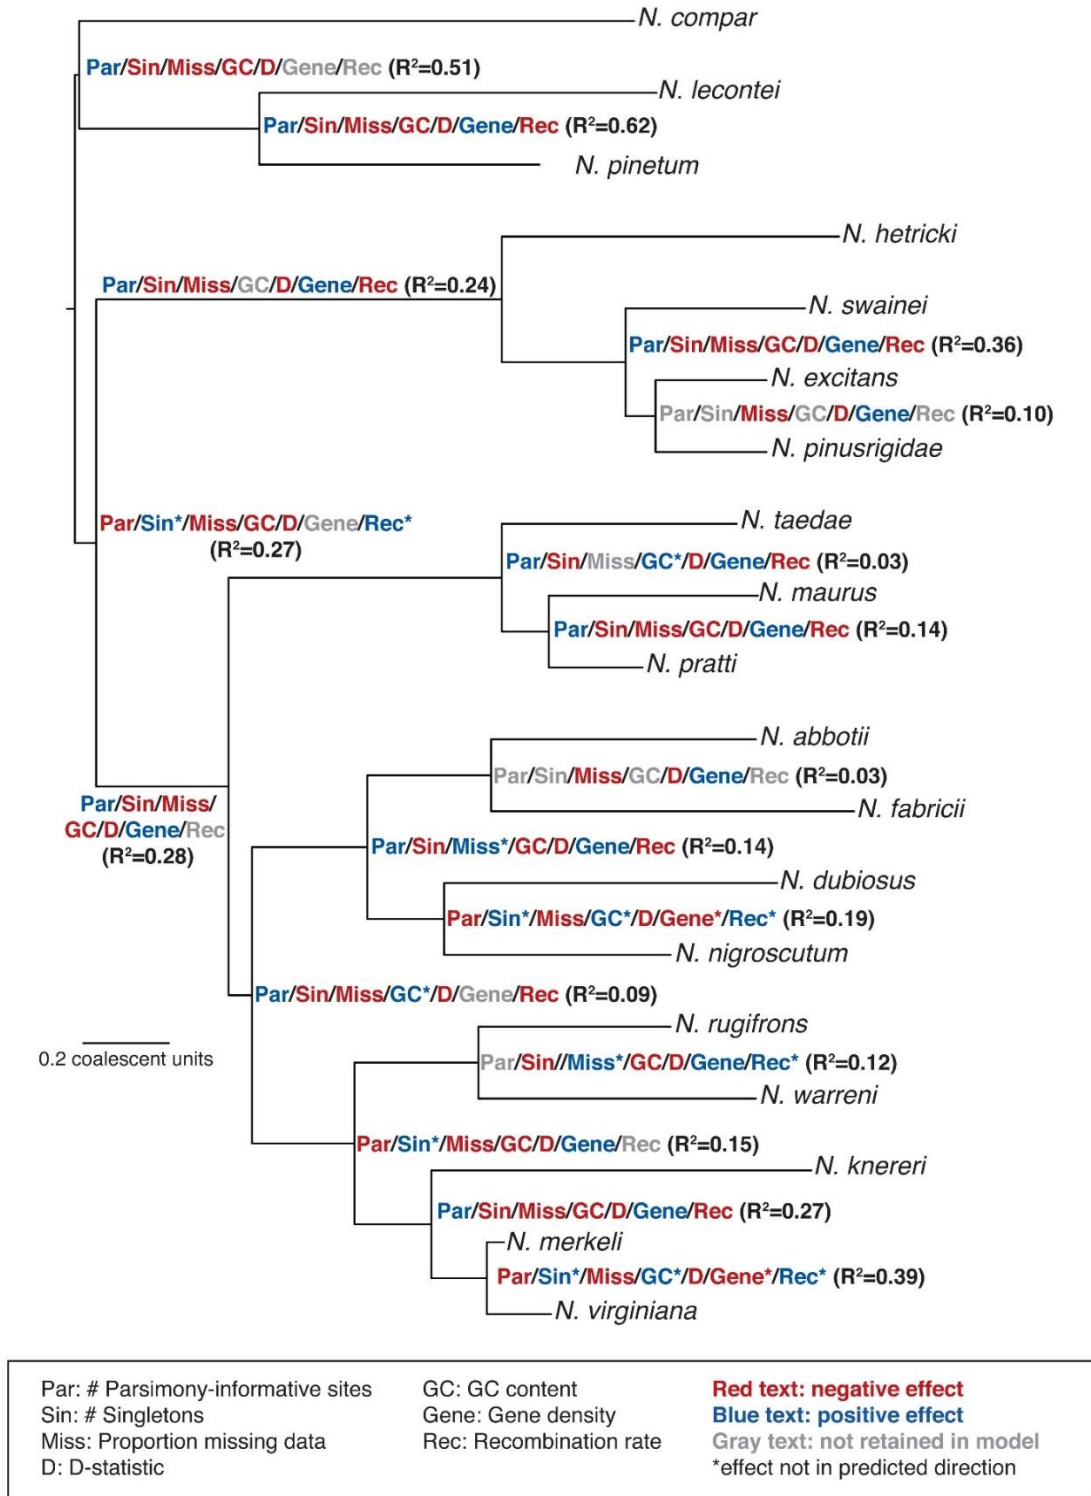 N. compar
Par/Sin/Miss/GC/D/Gene/Rec (R²=0.51)
N. lecontei
Par/Sin/Miss/GC/D/Gene/Rec (R²=0.62)
N. pinetum
N. hetricki
Par/Sin/Miss/GC/D/Gene/Rec (R²=0.24)
N. swainei
Par/Sin/Miss/GC/D/Gene/Rec (R²=0.36)
N. excitans
Par/Sin/Miss/GC/D/Gene/Rec (R²=0.10)
N. pinusrigidae
Par/Sin*/Miss/GC/D/Gene/Rec*
(R²=0.27)
N. taedae
Par/Sin/Miss/GC*/D/Gene/Rec (R²=0.03)
N. maurus
Par/Sin/Miss/GC/D/Gene/Rec (R²=0.14)
N. pratti
N. abbotii
Par/Sin/Miss/GC/D/Gene/Rec (R²=0.03)
N. fabricii
Par/Sin/Miss/
GC/D/Gene/Rec
(R²=0.28)
Par/Sin/Miss*/GC/D/Gene/Rec (R²=0.14)
N. dubiosus
Par/Sin*/Miss/GC*/D/Gene*/Rec* (R²=0.19)
N. nigroscutum
Par/Sin/Miss/GC*/D/Gene/Rec (R²=0.09)
N. rugifrons
0.2 coalescent units
Par/Sin//Miss*/GC/D/Gene/Rec* (R²=0.12)
N. warreni
Par/Sin*/Miss/GC/D/Gene/Rec (R²=0.15)
N. knereri
Par/Sin/Miss/GC/D/Gene/Rec (R²=0.27)
N. merkeli
Par/Sin*/Miss/GC*/D/Gene*/Rec* (R²=0.39)
N. virginiana
Par: # Parsimony-informative sites
Sin: # Singletons
Miss: Proportion missing data
D: D-statistic
GC: GC content
Gene: Gene density
Rec: Recombination rate
Red text: negative effect
Blue text: positive effect
Gray text: not retained in model
*effect not in predicted direction